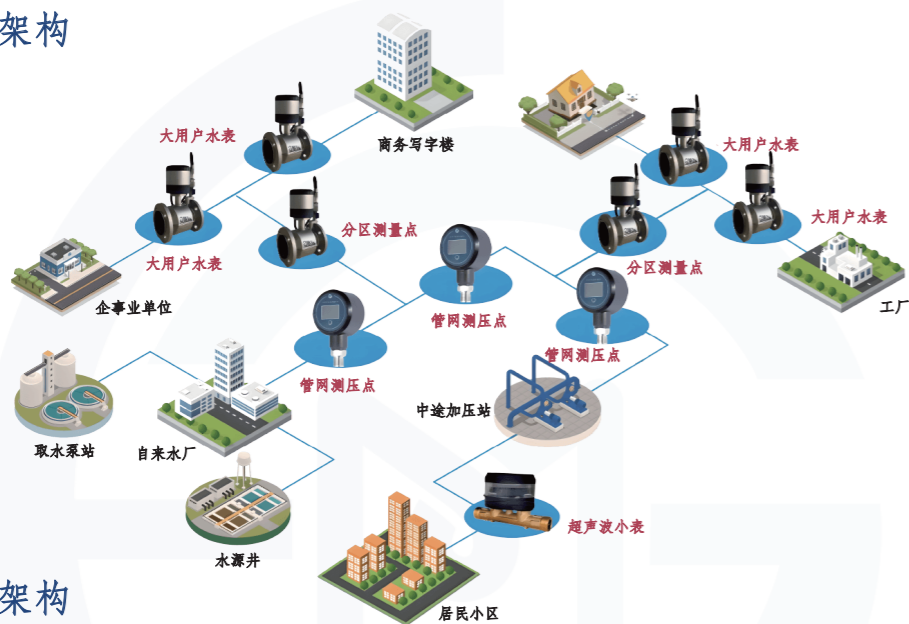 架构
大用户水表
商务写字楼
大用户水表
大用户水表
分区测量点
大用户水表
分区测量点
企事业单位
工厂
管网测压点
管网测压点
管网测压点
中途加压站
取水泵站
自来水厂
水源井
超声波小表
架构
居民小区